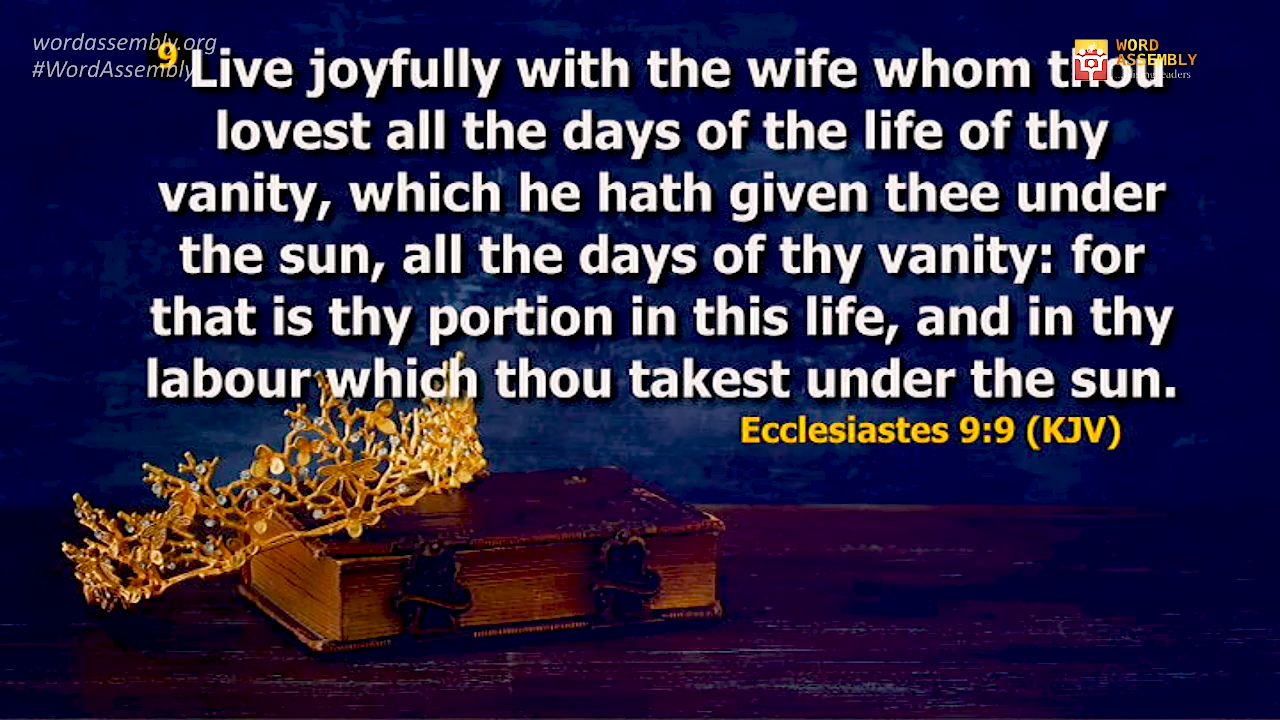 wordassembly.org
#WordAssembly
WORD
ASSEMBLY
9 Live joyfully with the wife whom thou
lovest all the days of the life of thy
vanity, which he hath given thee under
the sun, all the days of thy vanity: for
that is thy portion in this life, and in thy
labour which thou takest under the sun.
Ecclesiastes 9:9 (KJV)